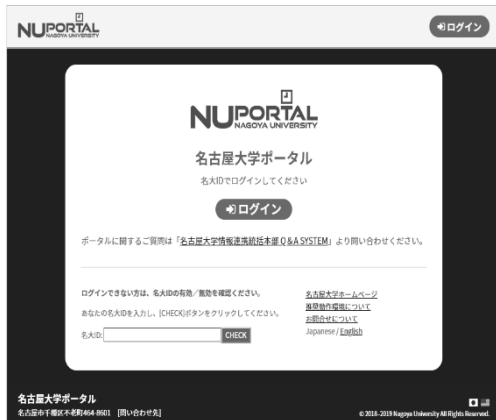 NUPORTAL
NAGOYA UNIVERSITY
ログイン
NUPORTAL
NAGOYA UNIVERSITY
名古屋大学ポータル
名大IDでログインしてください
ログイン
ポータルに関するご質問は「名古屋大学情報連携統括本部 Q&A SYSTEM」より問い合わせください。
ログインできない方は、名大IDの有効／無効を確認ください。
あなたの名大IDを入力し、[CHECK]ボタンをクリックしてください。
名大ID: CHECK
名古屋大学ホームページ
推奨動作環境について
お問合せについて
Japanese / English
名古屋大学ポータル
名古屋市千種区不老町464-8601 [問い合わせ先]
© 2018-2019 Nagoya University All Rights Reserved.